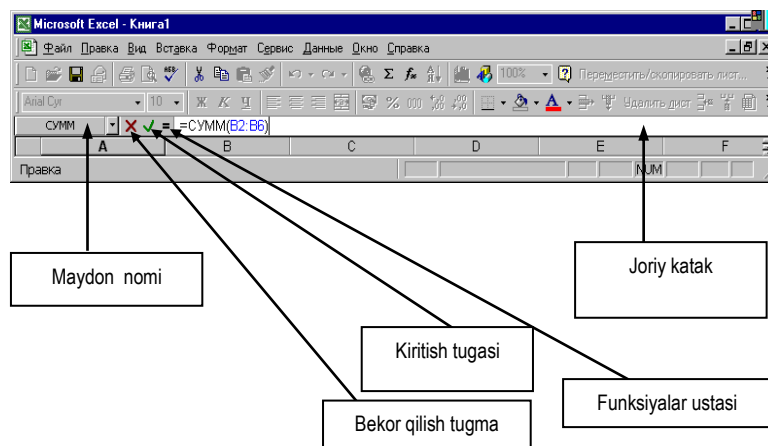 Microsoft Excel - Книга1
Файл Правка Вид Вставка Формат Сервис Данные Окно Справка
100% Переместить/скопировать лист...
Arial Cyr 10 Ж К Ч % 000 Удалить лист
СУММ = =СУММ(B2:B6)
A B C D E F
Правка NUM
Maydon nomi
Joriy katak
Kiritish tugasi
Funksiyalar ustasi
Bekor qilish tugma